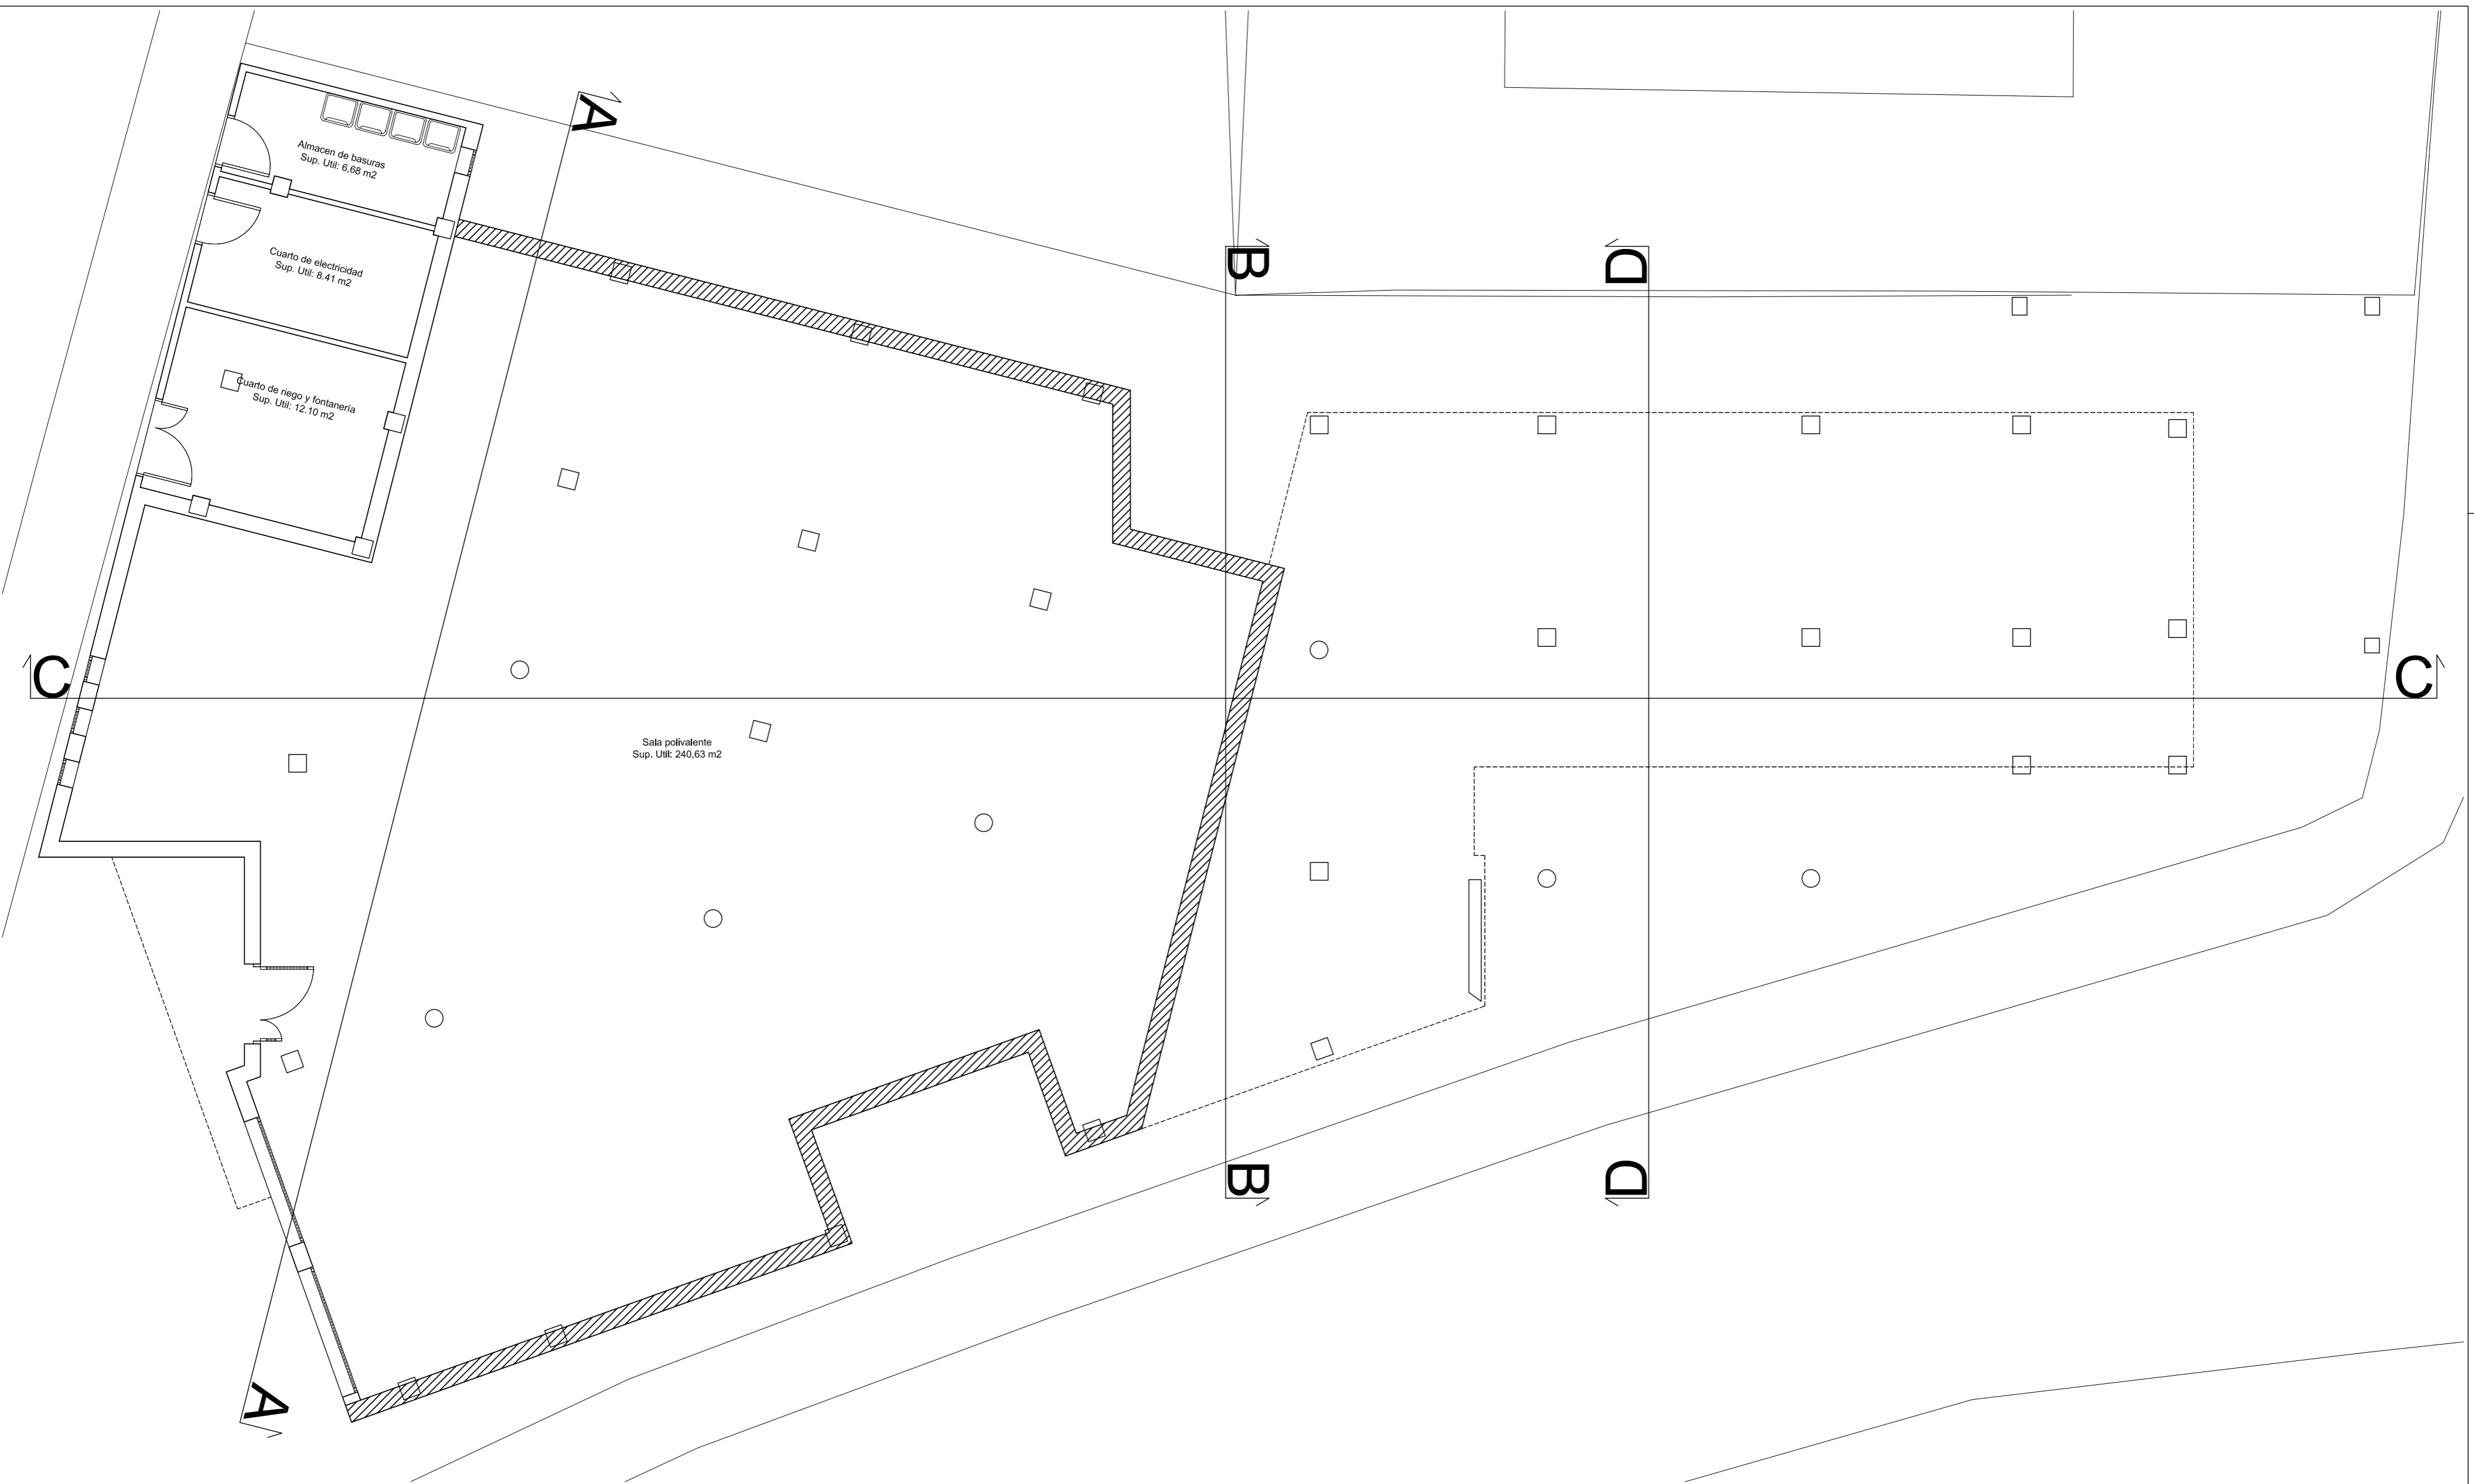 A
Almacen de basuras
Sup. Util: 6,68 m2
B
D
Cuarto de electricidad
Sup. Util: 8.41 m2
Cuarto de riego y fontanería
Sup. Util: 12.10 m2
C
C
Sala polivalente
Sup. Util: 240,63 m2
B
D
A